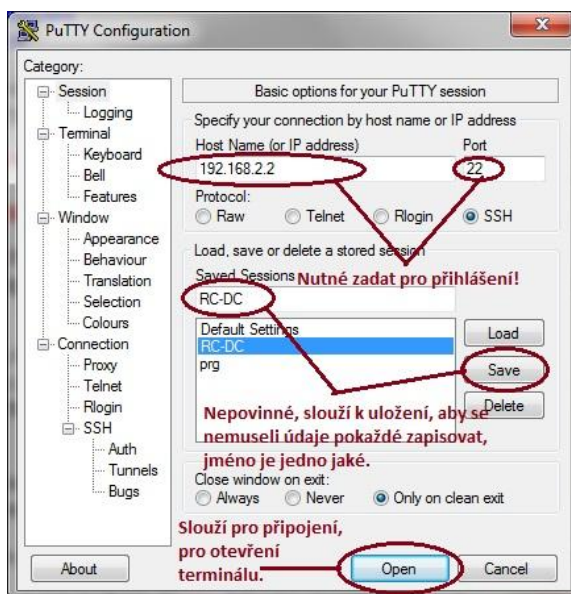 PuTTY Configuration
Category:
Session
Logging
Terminal
Keyboard
Bell
Features
Window
Appearance
Behaviour
Translation
Selection
Colours
Connection
Proxy
Telnet
Rlogin
SSH
Auth
Tunnels
Bugs
Basic options for your PuTTY session
Specify your connection by host name or IP address
Host Name (or IP address) Port
192.168.2.2 22
Protocol:
Raw Telnet Rlogin SSH
Load, save or delete a stored session
Saved Sessions
Nutné zadat pro přihlášení!
RC-DC
Default Settings
RC-DC
prg
Load
Save
Delete
Nepovinné, slouží k uložení, aby se
nemuseli údaje pokaždé zapisovat,
jméno je jedno jaké.
Close window on exit:
Always Never Only on clean exit
Slouží pro připojení,
pro otevření
terminálu.
About Open Cancel